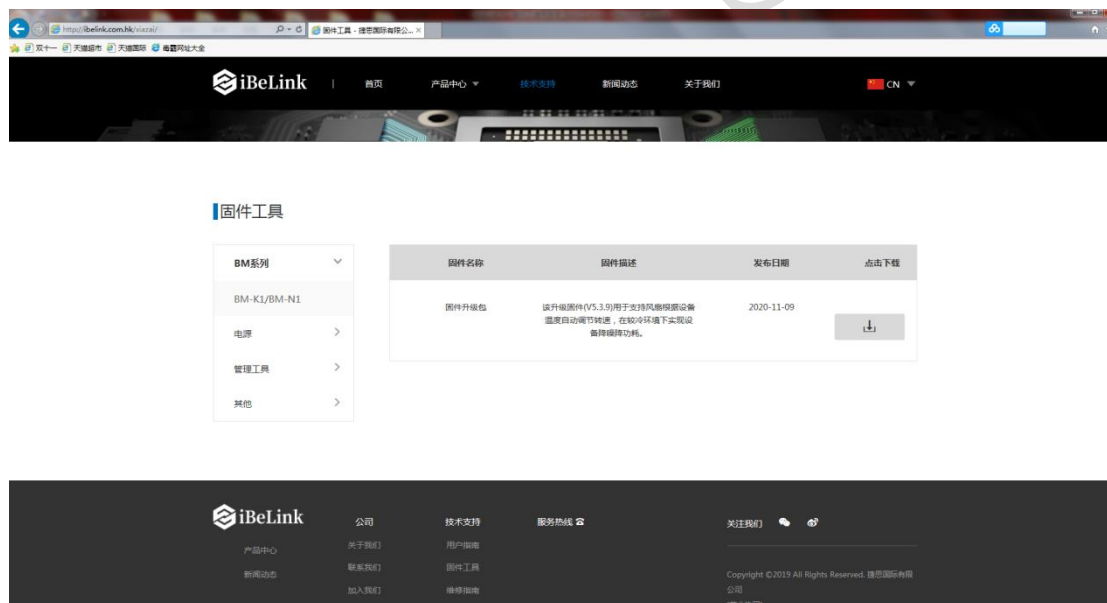 http://ibelink.com.hk/xiazai/
固件工具 - 捷思国际有限公... ×
双十一 天猫超市 天猫国际 毒霸网址大全
iBeLink | 首页 产品中心 技术支持 新闻动态 关于我们 CN
固件工具
BM系列
BM-K1/BM-N1
电源
管理工具
其他
固件名称 固件描述 发布日期 点击下载
固件升级包 该升级固件(V5.3.9)用于支持风扇根据设备 2020-11-09
温度自动调节转速,在较冷环境下实现设
备降噪降功耗。
iBeLink
产品中心
新闻动态
公司
关于我们
联系我们
加入我们
技术支持
用户指南
固件工具
维修指南
服务热线
关注我们
Copyright ©2019 All Rights Reserved. 捷思国际有限
公司